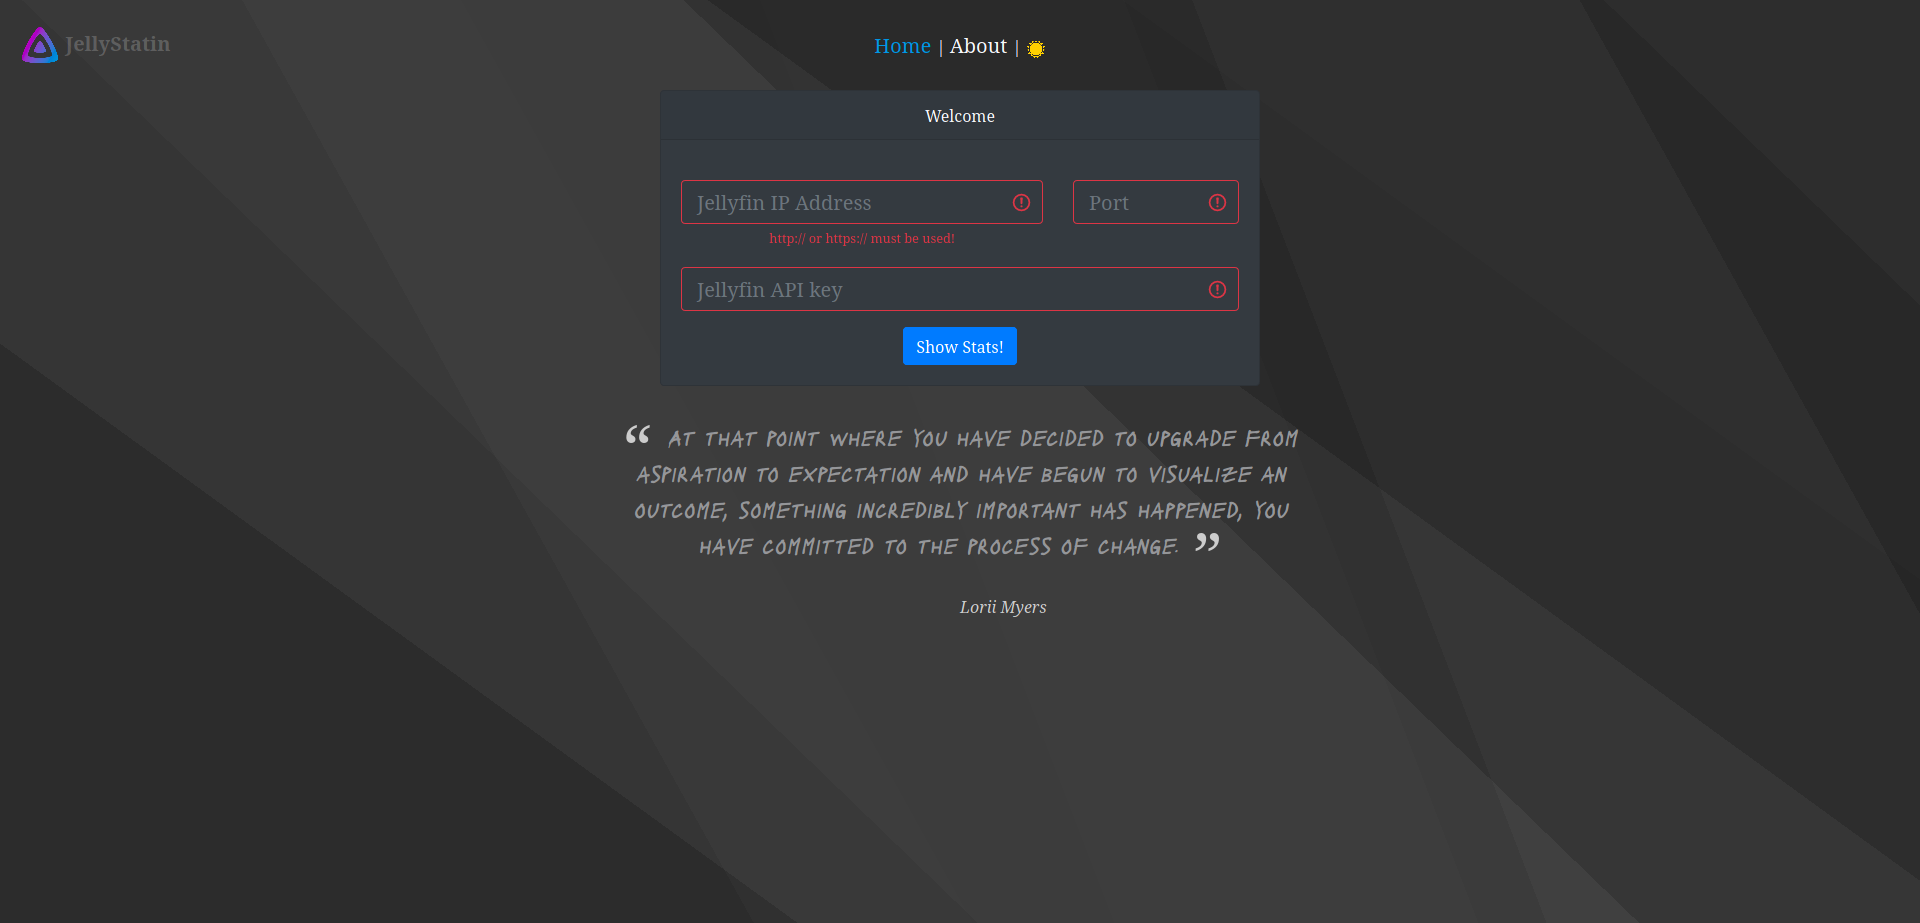 JellyStatin
Home | About |
Welcome
Jellyfin IP Address
Port
http:// or https:// must be used!
Jellyfin API key
Show Stats!
“ AT THAT POINT WHERE YOU HAVE DECIDED TO UPGRADE FROM
ASPIRATION TO EXPECTATION AND HAVE BEGUN TO VISUALIZE AN
OUTCOME, SOMETHING INCREDIBLY IMPORTANT HAS HAPPENED, YOU
HAVE COMMITTED TO THE PROCESS OF CHANGE. ”
Lorii Myers